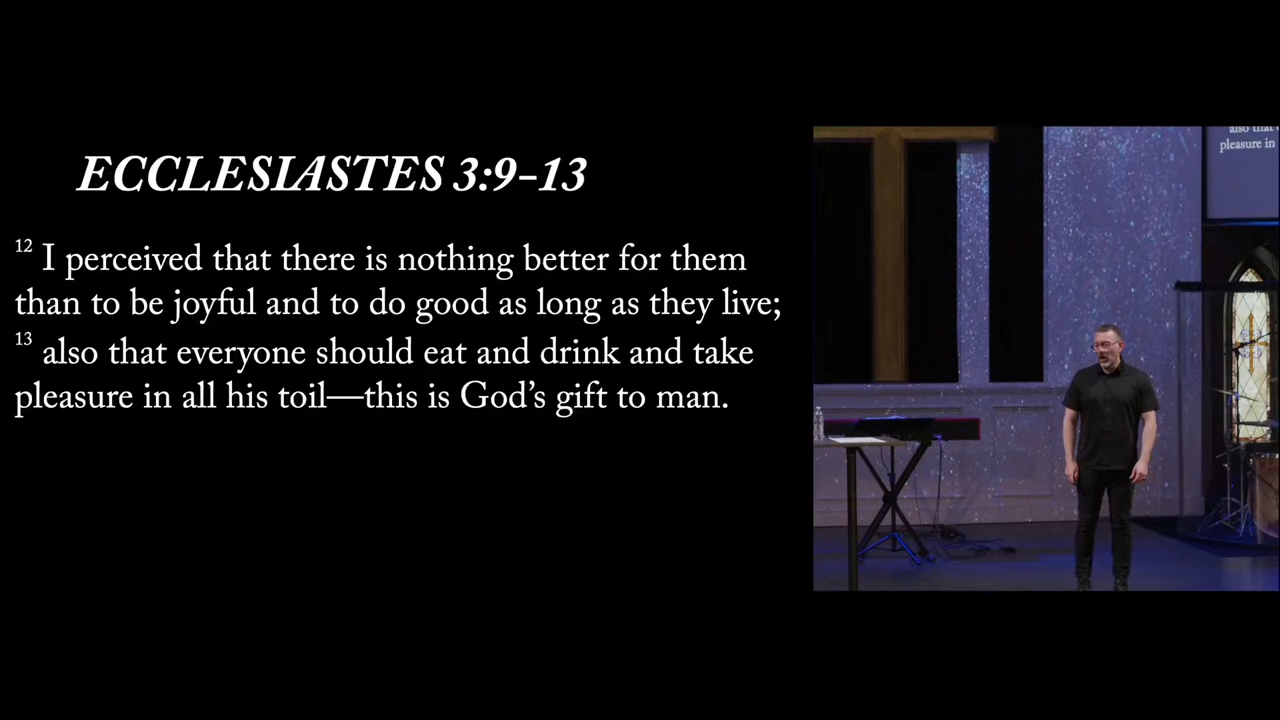 ECCLESIASTES 3:9–13
12 I perceived that there is nothing better for them
than to be joyful and to do good as long as they live;
13 also that everyone should eat and drink and take
pleasure in all his toil—this is God’s gift to man.
also that
pleasure in